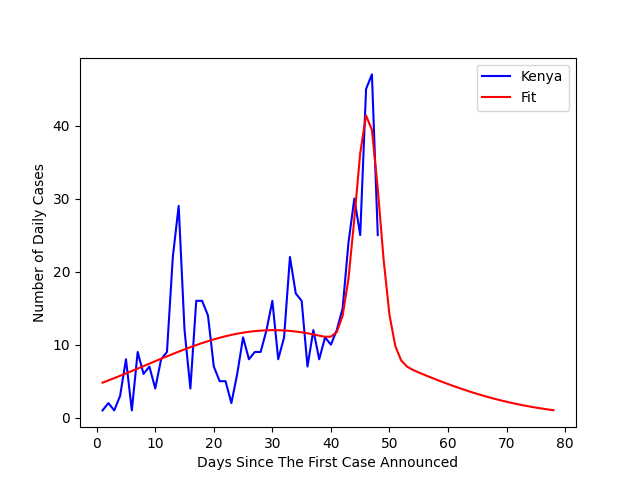 Kenya
Fit
Number of Daily Cases
40
30
20
10
0
0 10 20 30 40 50 60 70 80
Days Since The First Case Announced